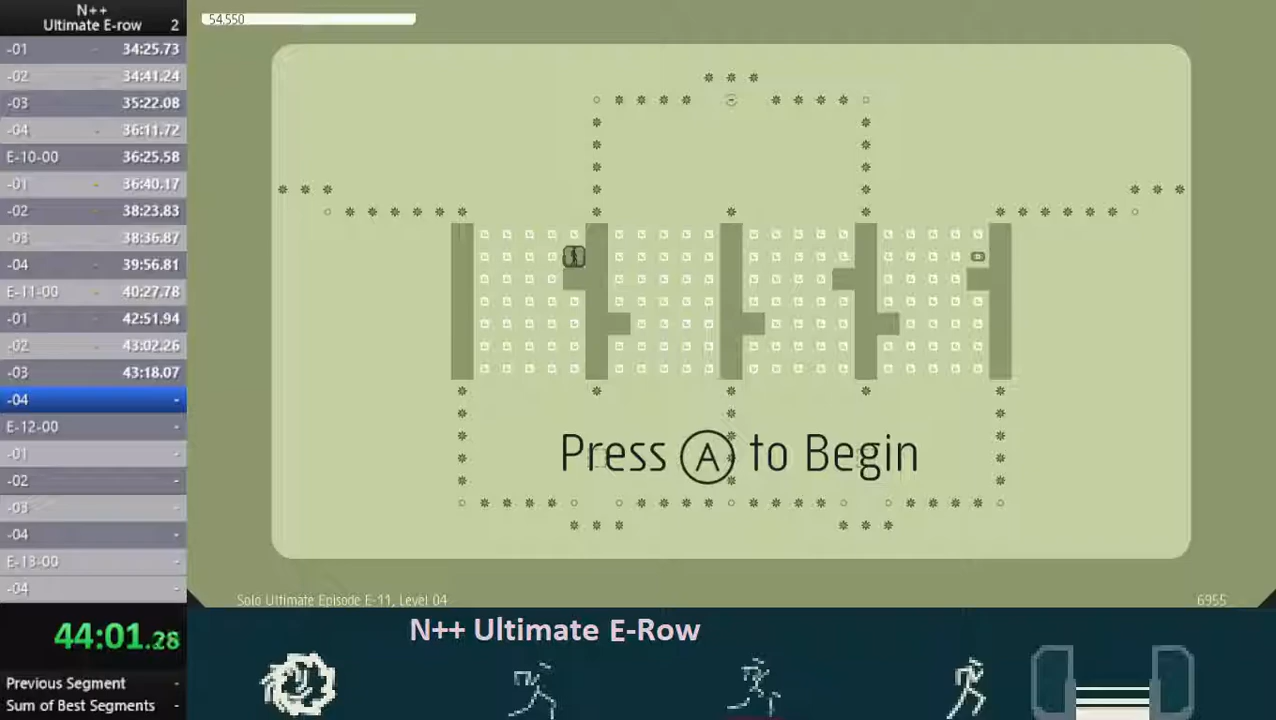 N++
Ultimate E-row 2
-01 - 34:25.73
-02 - 34:41.24
-03 - 35:22.08
-04 - 36:11.72
E-10-00 36:25.58
-01 - 36:40.17
-02 - 38:23.83
-03 - 38:36.87
-04 - 39:56.81
E-11-00 40:27.78
-01 - 42:51.94
-02 - 43:02.26
-03 - 43:18.07
-04 -
E-12-00 -
-01 -
-02 -
-03 -
-04 -
E-13-00 -
-04 -
44:01.28
Previous Segment -
Sum of Best Segments -
54.550
Press A to Begin
Solo Ultimate Episode E-11, Level 04
6955
N++ Ultimate E-Row